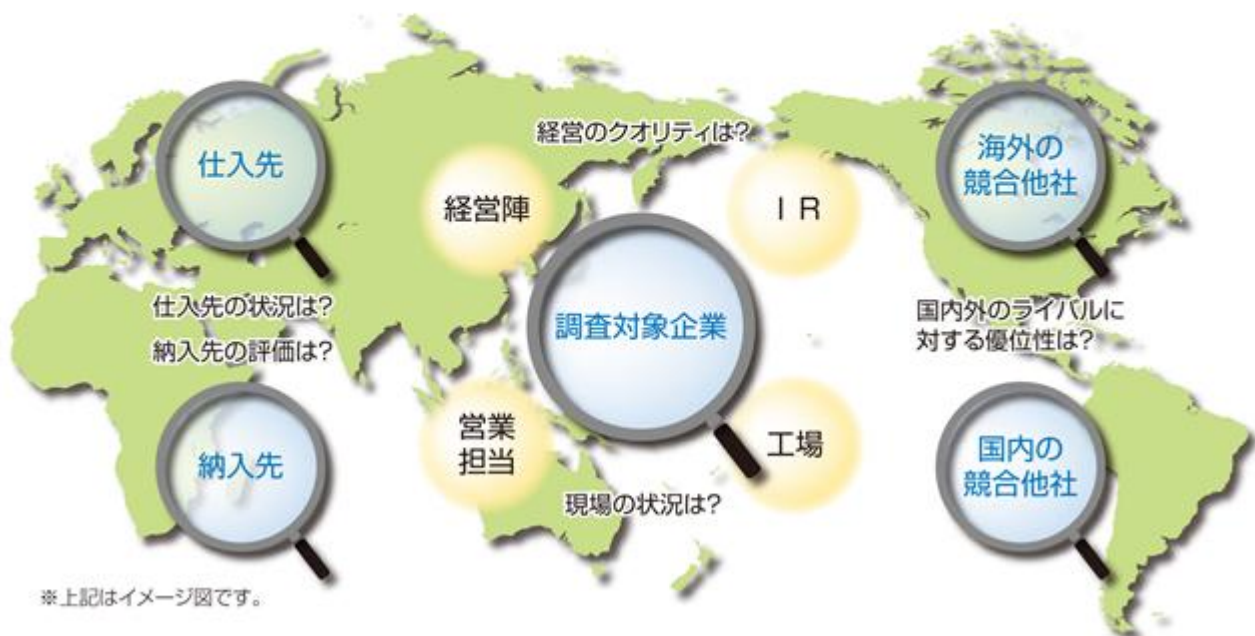 経営のクオリティは?
仕入先
経営陣
ＩＲ
海外の
競合他社
仕入先の状況は?
納入先の評価は?
調査対象企業
国内外のライバルに
対する優位性は?
納入先
営業
担当
工場
国内の
競合他社
現場の状況は?
※上記はイメージ図です。